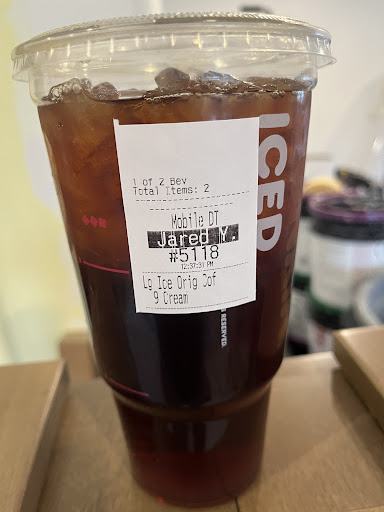 1 of 2 Bev
Total Items: 2
Mobile DT
Jared Y.
#5118
12:37:31 PM
Lg Ice Orig Cof
9 Cream
ICED
RESERVED.